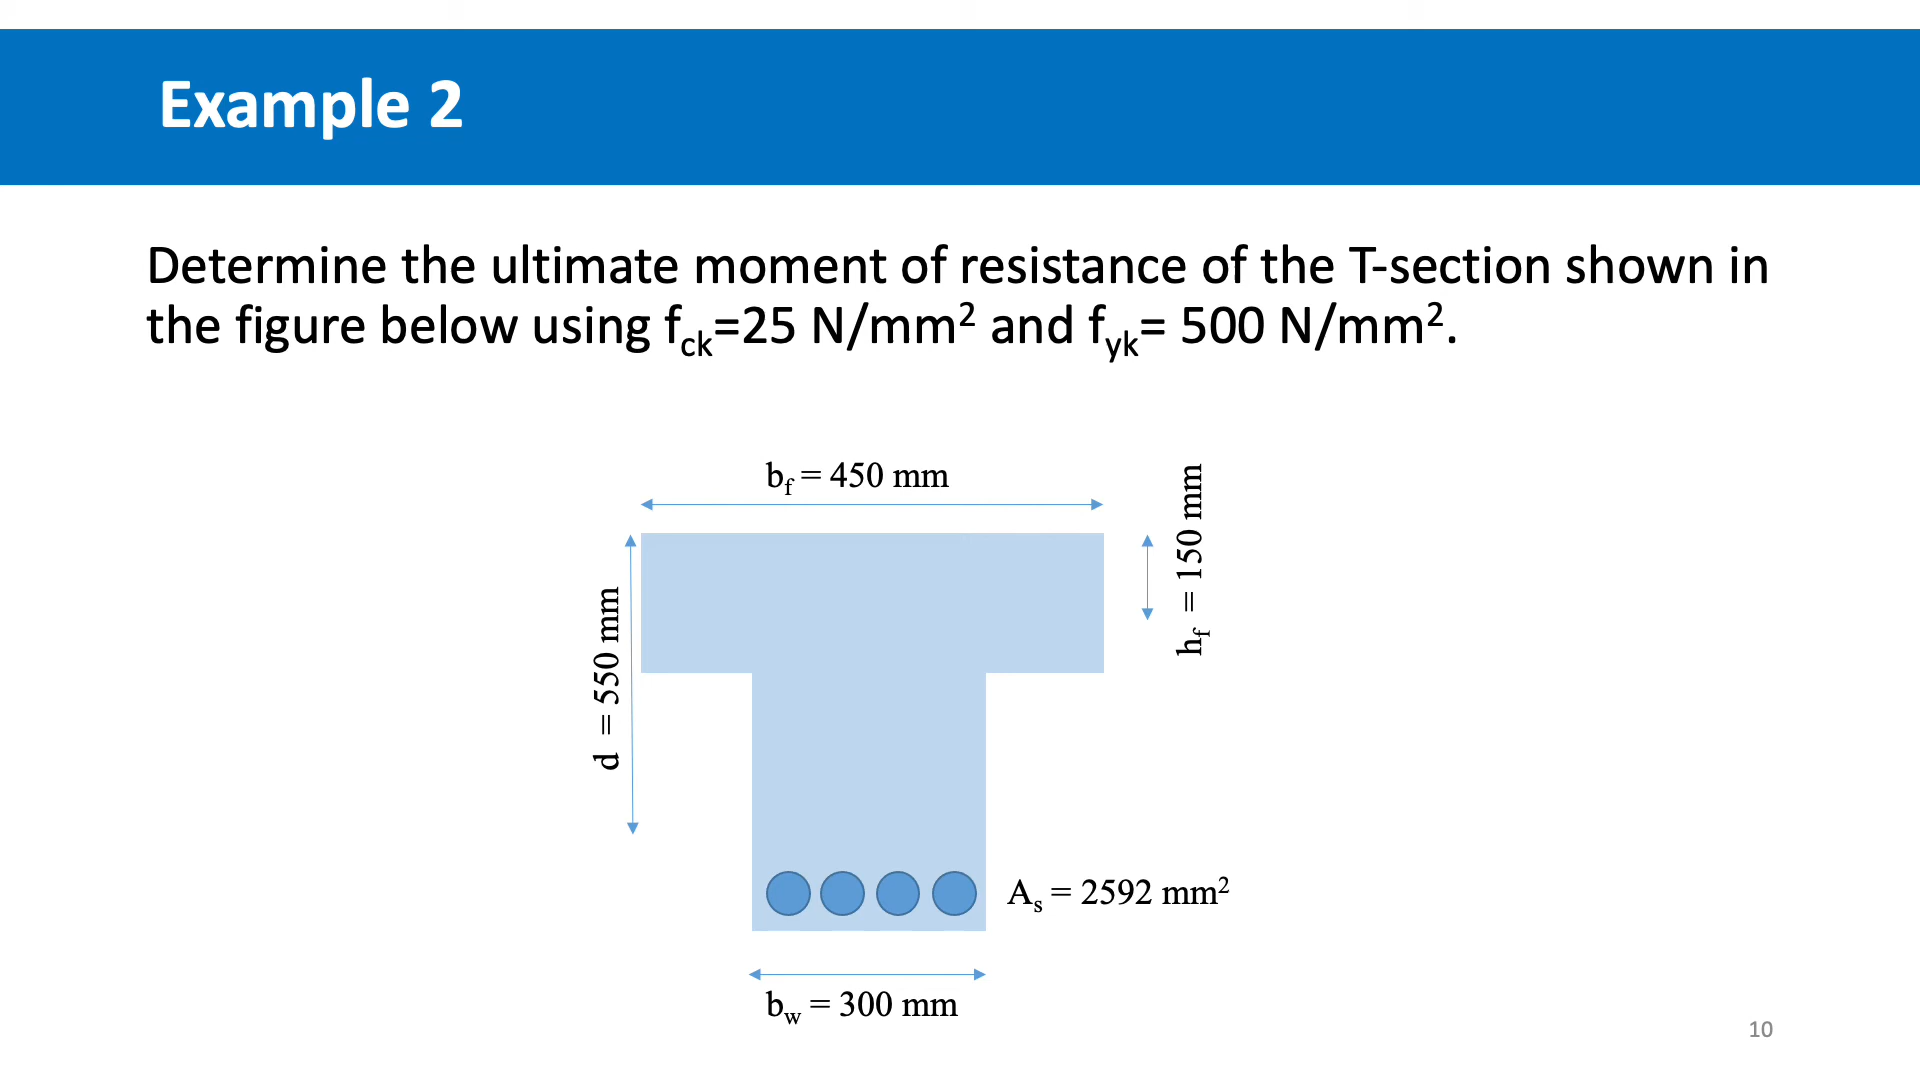 Example 2
Determine the ultimate moment of resistance of the T-section shown in
the figure below using fck=25 N/mm² and fyk= 500 N/mm².
bf = 450 mm
hf = 150 mm
d = 550 mm
As = 2592 mm²
bw = 300 mm
10